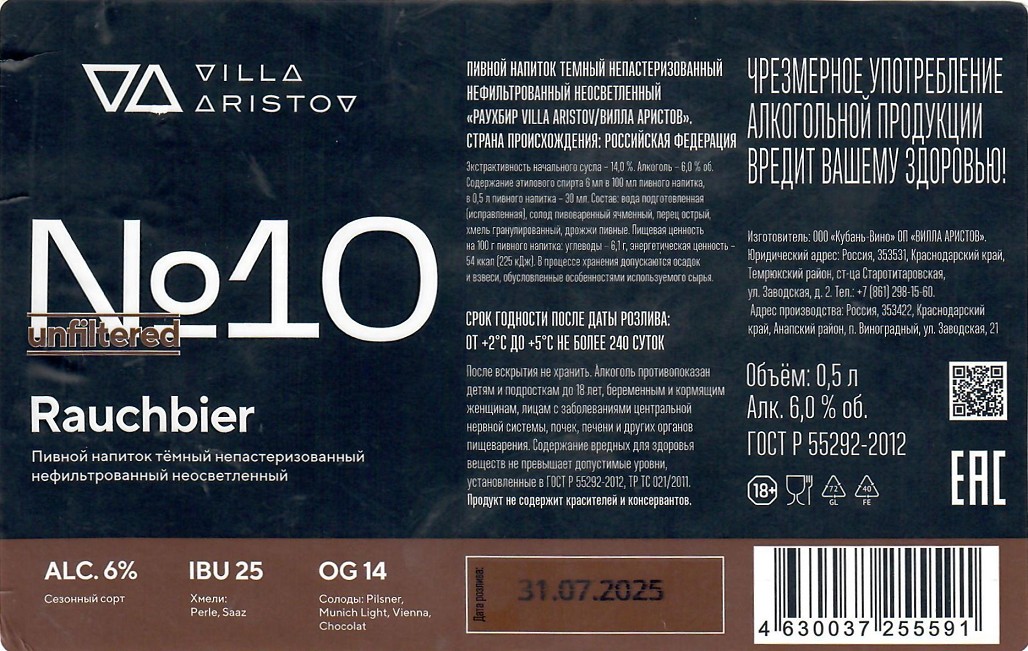 VILLA
ARISTOV
№10
unfiltered
Rauchbier
Пивной напиток тёмный непастеризованный
нефильтрованный неосветленный
ALC. 6%
Сезонный сорт
IBU 25
Хмели:
Perle, Saaz
OG 14
Солоды: Pilsner,
Munich Light, Vienna,
Chocolat
ПИВНОЙ НАПИТОК ТЕМНЫЙ НЕПАСТЕРИЗОВАННЫЙ
НЕФИЛЬТРОВАННЫЙ НЕОСВЕТЛЕННЫЙ
«РАУХБИР VILLA ARISTOV/ВИЛЛА АРИСТОВ».
СТРАНА ПРОИСХОЖДЕНИЯ: РОССИЙСКАЯ ФЕДЕРАЦИЯ
Экстрактивность начального сусла – 14,0 %. Алкоголь – 6,0 % об.
Содержание этилового спирта 6 мл в 100 мл пивного напитка,
в 0,5 л пивного напитка – 30 мл. Состав: вода подготовленная
(исправленная), солод пивоваренный ячменный, перец острый,
хмель гранулированный, дрожжи пивные. Пищевая ценность
на 100 г пивного напитка: углеводы – 6,1 г, энергетическая ценность –
54 ккал (225 кДж). В процессе хранения допускаются осадок
и взвеси, обусловленные особенностями используемого сырья.
СРОК ГОДНОСТИ ПОСЛЕ ДАТЫ РОЗЛИВА:
ОТ +2°C ДО +5°C НЕ БОЛЕЕ 240 СУТОК
После вскрытия не хранить. Алкоголь противопоказан
детям и подросткам до 18 лет, беременным и кормящим
женщинам, лицам с заболеваниями центральной
нервной системы, почек, печени и других органов
пищеварения. Содержание вредных для здоровья
веществ не превышает допустимые уровни,
установленные в ГОСТ Р 55292-2012, ТР ТС 021/2011.
Продукт не содержит красителей и консервантов.
Дата розлива:
31.07.2025
ЧРЕЗМЕРНОЕ УПОТРЕБЛЕНИЕ
АЛКОГОЛЬНОЙ ПРОДУКЦИИ
ВРЕДИТ ВАШЕМУ ЗДОРОВЬЮ!
Изготовитель: ООО «Кубань-Вино» ОП «ВИЛЛА АРИСТОВ».
Юридический адрес: Россия, 353531, Краснодарский край,
Темрюкский район, ст-ца Старотитаровская,
ул. Заводская, д. 2. Тел.: +7 (861) 298-15-60.
Адрес производства: Россия, 353422, Краснодарский
край, Анапский район, п. Виноградный, ул. Заводская, 21
Объём: 0,5 л
Алк. 6,0 % об.
ГОСТ Р 55292-2012
18+
72
GL
40
FE
EAC
4 630037 255591